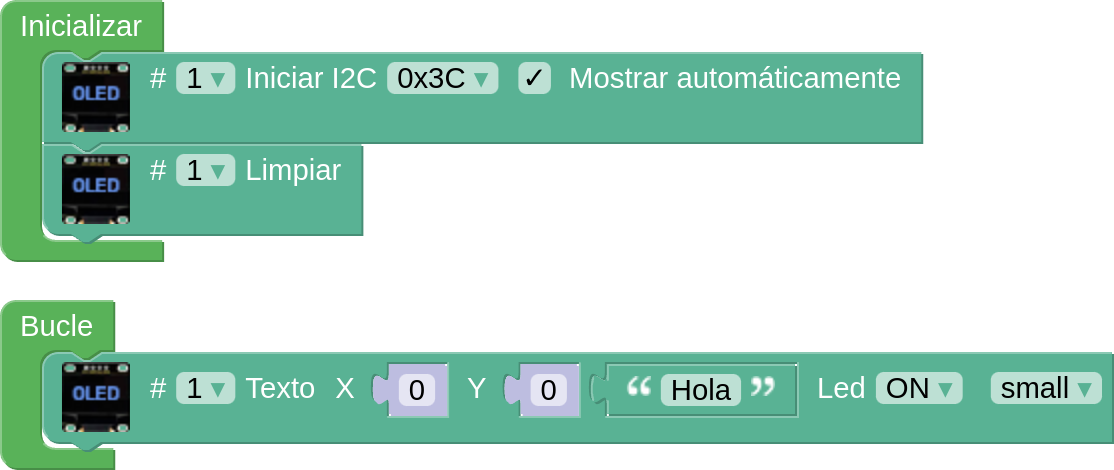 Inicializar
OLED # 1 ▾ Iniciar I2C 0x3C ▾ ✓ Mostrar automáticamente
OLED # 1 ▾ Limpiar
Bucle
OLED # 1 ▾ Texto X 0 Y 0 “ Hola ” Led ON ▾ small ▾